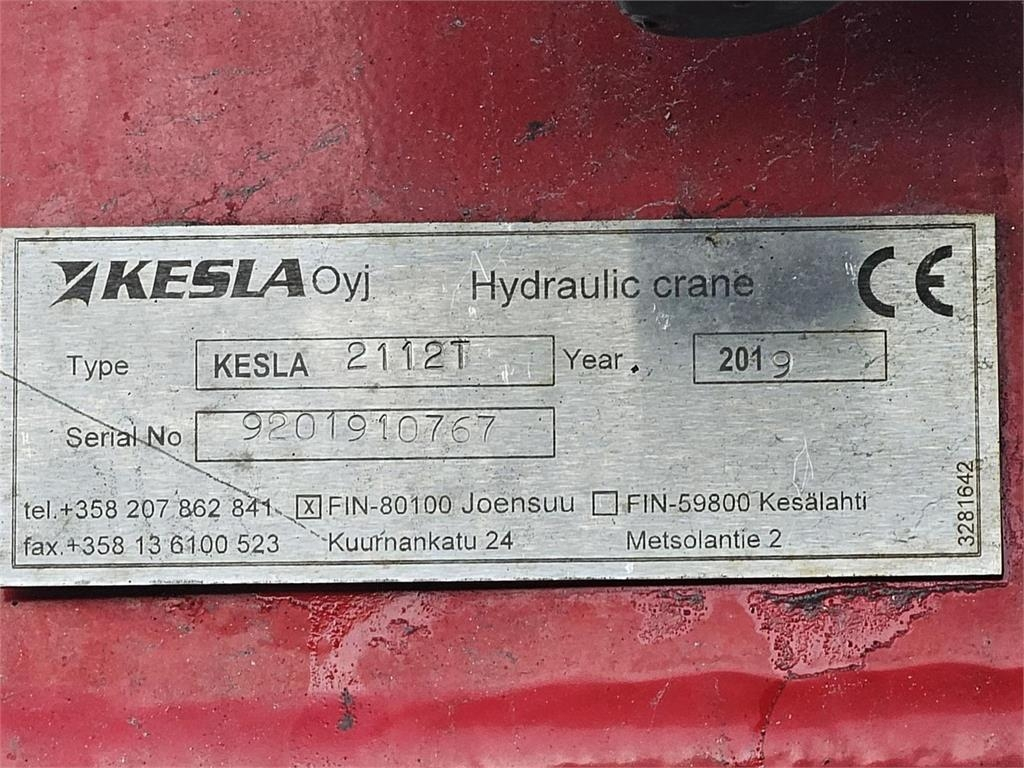 KESLA Oyj Hydraulic crane CE
Type KESLA 2112T Year. 2019
Serial No 9201910767
tel.+358 207 862 841 x FIN-80100 Joensuu FIN-59800 Kesälahti
fax.+358 13 6100 523 Kuurnankatu 24 Metsolantie 2
3281642